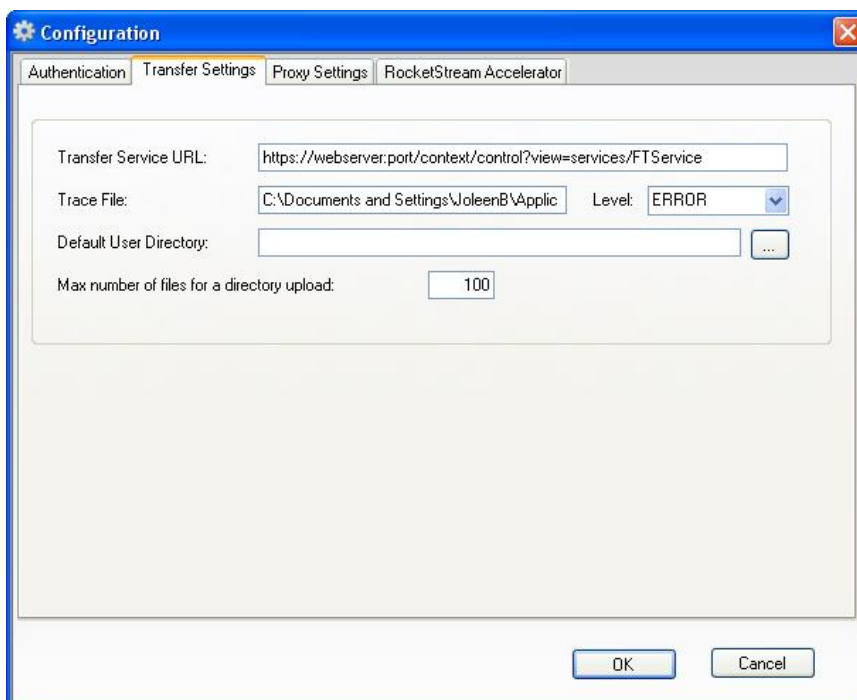 Configuration
Authentication Transfer Settings Proxy Settings RocketStream Accelerator
Transfer Service URL: https://webserver:port/context/control?view=services/FTService
Trace File: C:\Documents and Settings\JoleenB\Applic Level: ERROR
Default User Directory: ...
Max number of files for a directory upload: 100
OK Cancel